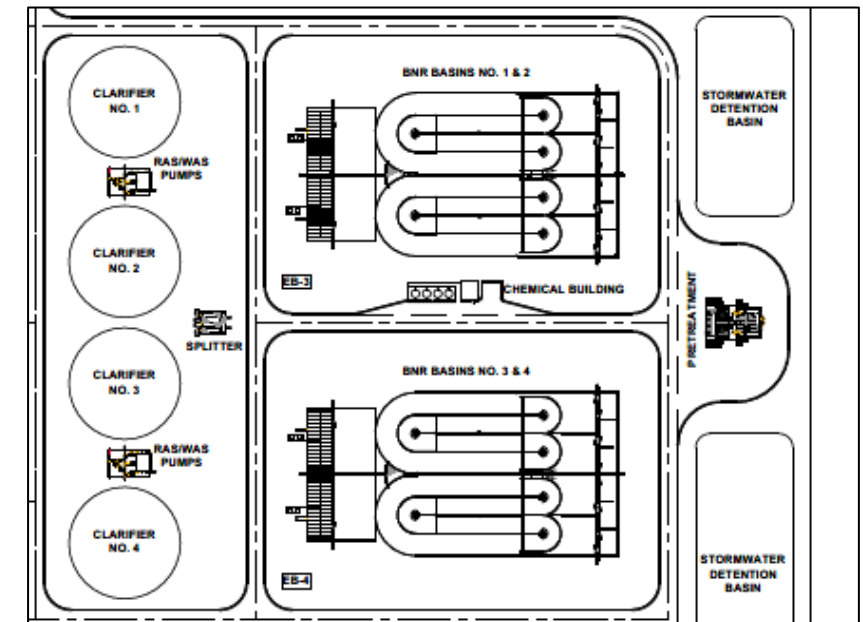 CLARIFIER
NO. 1
RAS/WAS
PUMPS
CLARIFIER
NO. 2
SPLITTER
CLARIFIER
NO. 3
RAS/WAS
PUMPS
CLARIFIER
NO. 4
BNR BASINS NO. 1 & 2
EB-3
CHEMICAL BUILDING
BNR BASINS NO. 3 & 4
EB-4
STORMWATER
DETENTION
BASIN
PRETREATMENT
STORMWATER
DETENTION
BASIN